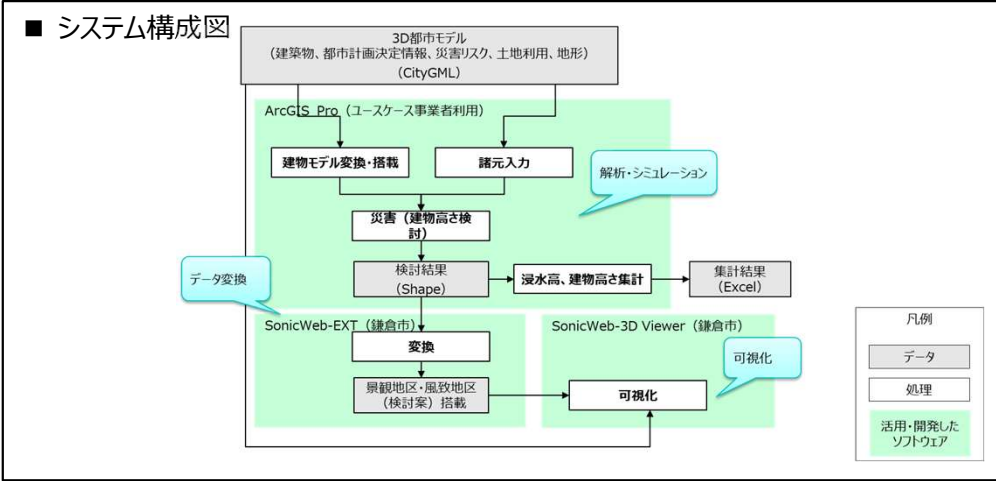 ■ システム構成図
3D都市モデル
（建築物、都市計画決定情報、災害リスク、土地利用、地形）
（CityGML）
ArcGIS Pro（ユースケース事業者利用）
建物モデル変換・搭載
諸元入力
解析・シミュレーション
災害（建物高さ検
討）
データ変換
検討結果
（Shape）
浸水高、建物高さ集計
集計結果
（Excel）
SonicWeb-EXT（鎌倉市）
変換
景観地区・風致地区
（検討案）搭載
SonicWeb-3D Viewer（鎌倉市）
可視化
可視化
凡例
データ
処理
活用・開発した
ソフトウェア